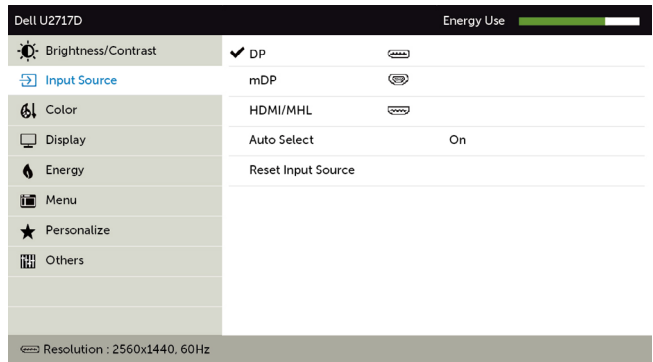 Dell U2717D
Energy Use
Brightness/Contrast
Input Source
Color
Display
Energy
Menu
Personalize
Others
DP
mDP
HDMI/MHL
Auto Select On
Reset Input Source
Resolution : 2560x1440, 60Hz